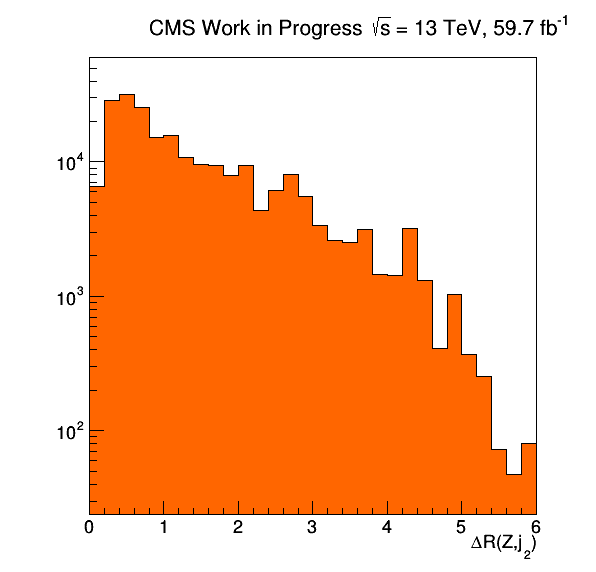 CMS Work in Progress √s = 13 TeV, 59.7 fb⁻¹
10⁴
10³
10²
0 1 2 3 4 5 6
ΔR(Z,j₂)